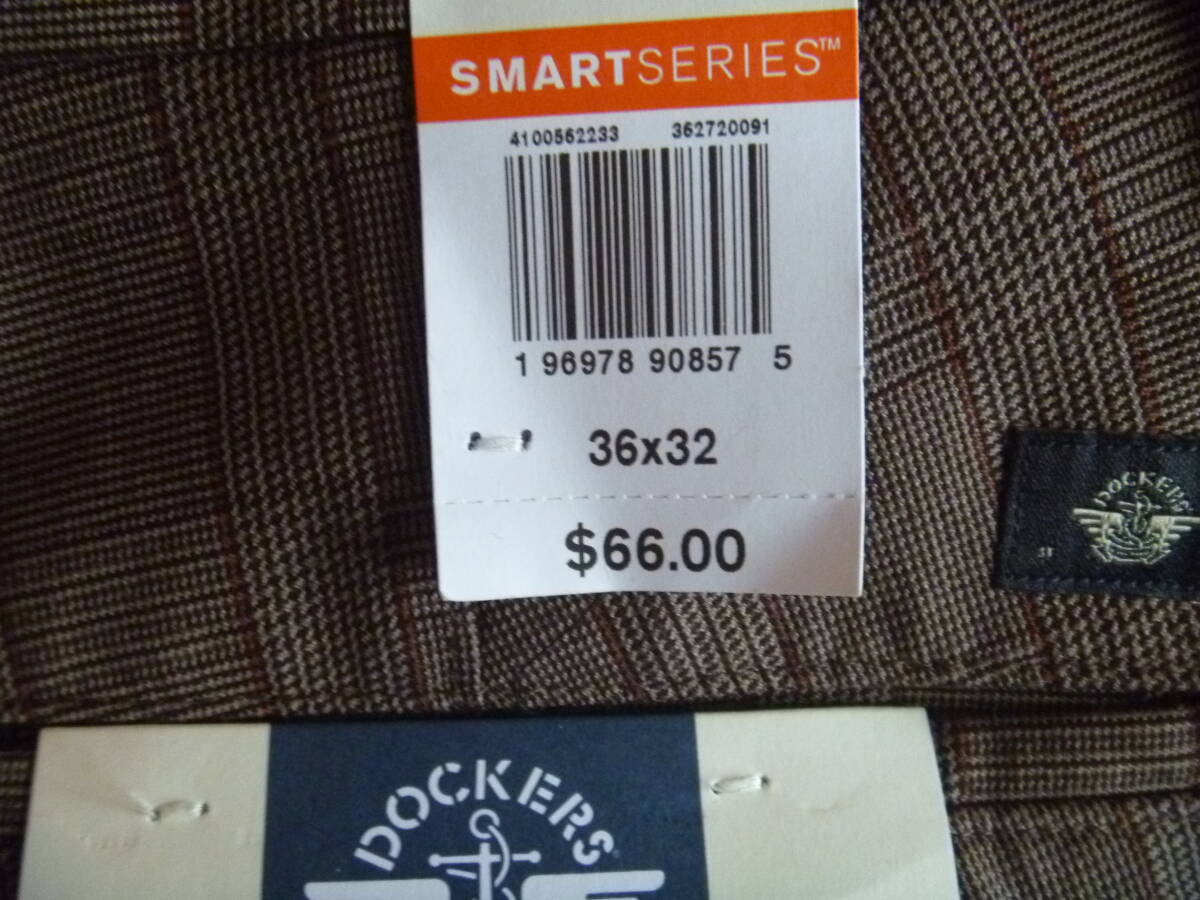 SMARTSERIES™
4100562233 362720091
1 96978 90857 5
36x32
$66.00
DOCKERS
DOCKERS